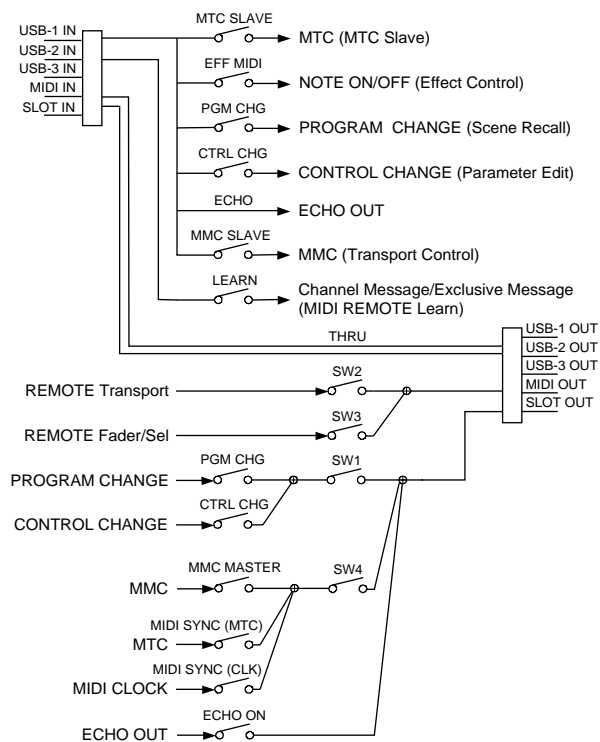 USB-1 IN
USB-2 IN
USB-3 IN
MIDI IN
SLOT IN
MTC SLAVE
MTC (MTC Slave)
EFF MIDI
NOTE ON/OFF (Effect Control)
PGM CHG
PROGRAM CHANGE (Scene Recall)
CTRL CHG
CONTROL CHANGE (Parameter Edit)
ECHO
ECHO OUT
MMC SLAVE
MMC (Transport Control)
LEARN
Channel Message/Exclusive Message
(MIDI REMOTE Learn)
THRU
USB-1 OUT
USB-2 OUT
USB-3 OUT
MIDI OUT
SLOT OUT
SW2
REMOTE Transport
SW3
REMOTE Fader/Sel
PGM CHG
SW1
PROGRAM CHANGE
CTRL CHG
CONTROL CHANGE
MMC MASTER
SW4
MMC
MIDI SYNC (MTC)
MTC
MIDI SYNC (CLK)
MIDI CLOCK
ECHO ON
ECHO OUT